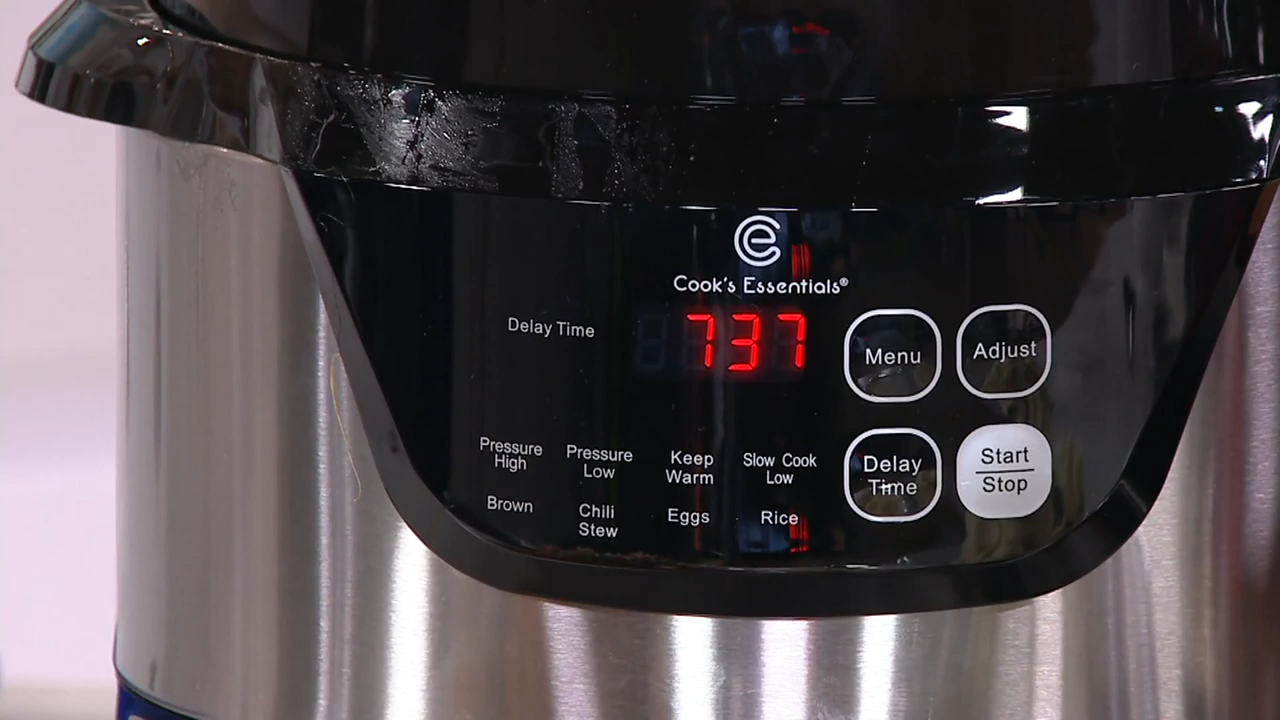 Cook's Essentials®
Delay Time
737
Menu
Adjust
Pressure
High
Pressure
Low
Keep
Warm
Slow Cook
Low
Delay
Time
Start
Stop
Brown
Chili
Stew
Eggs
Rice